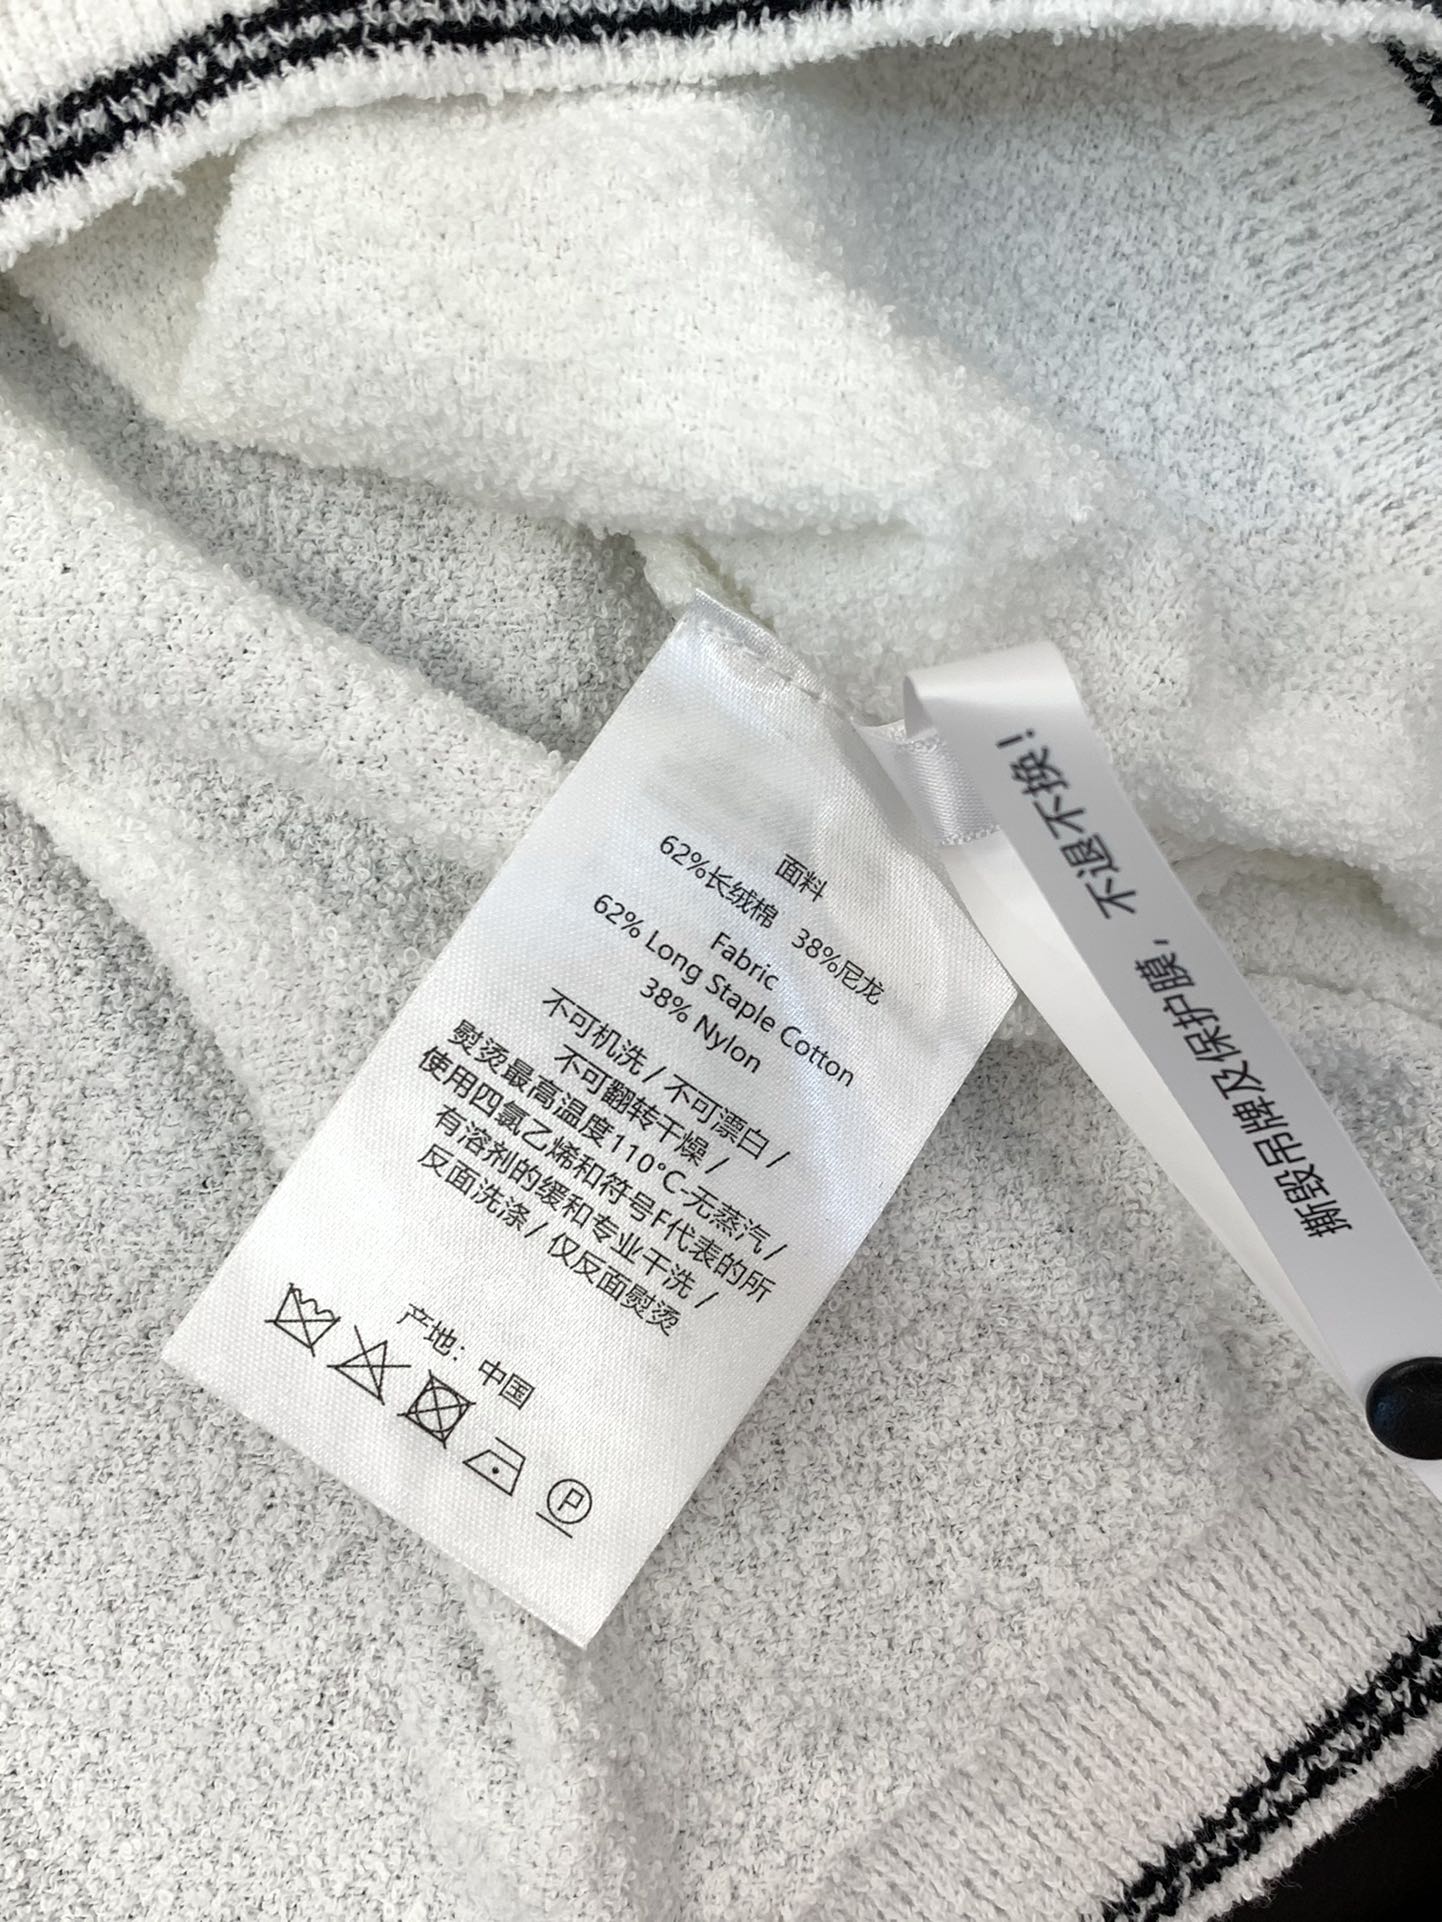 面料
62%长绒棉 38%尼龙
Fabric
62% Long Staple Cotton
38% Nylon
不可机洗 / 不可漂白 /
不可翻转干燥 /
熨烫最高温度110°C-无蒸汽 /
使用四氯乙烯和符号F代表的所
有溶剂的缓和专业干洗 /
反面洗涤 / 仅反面熨烫
产地：中国
P
撕毁吊牌及保护膜，不退不换！